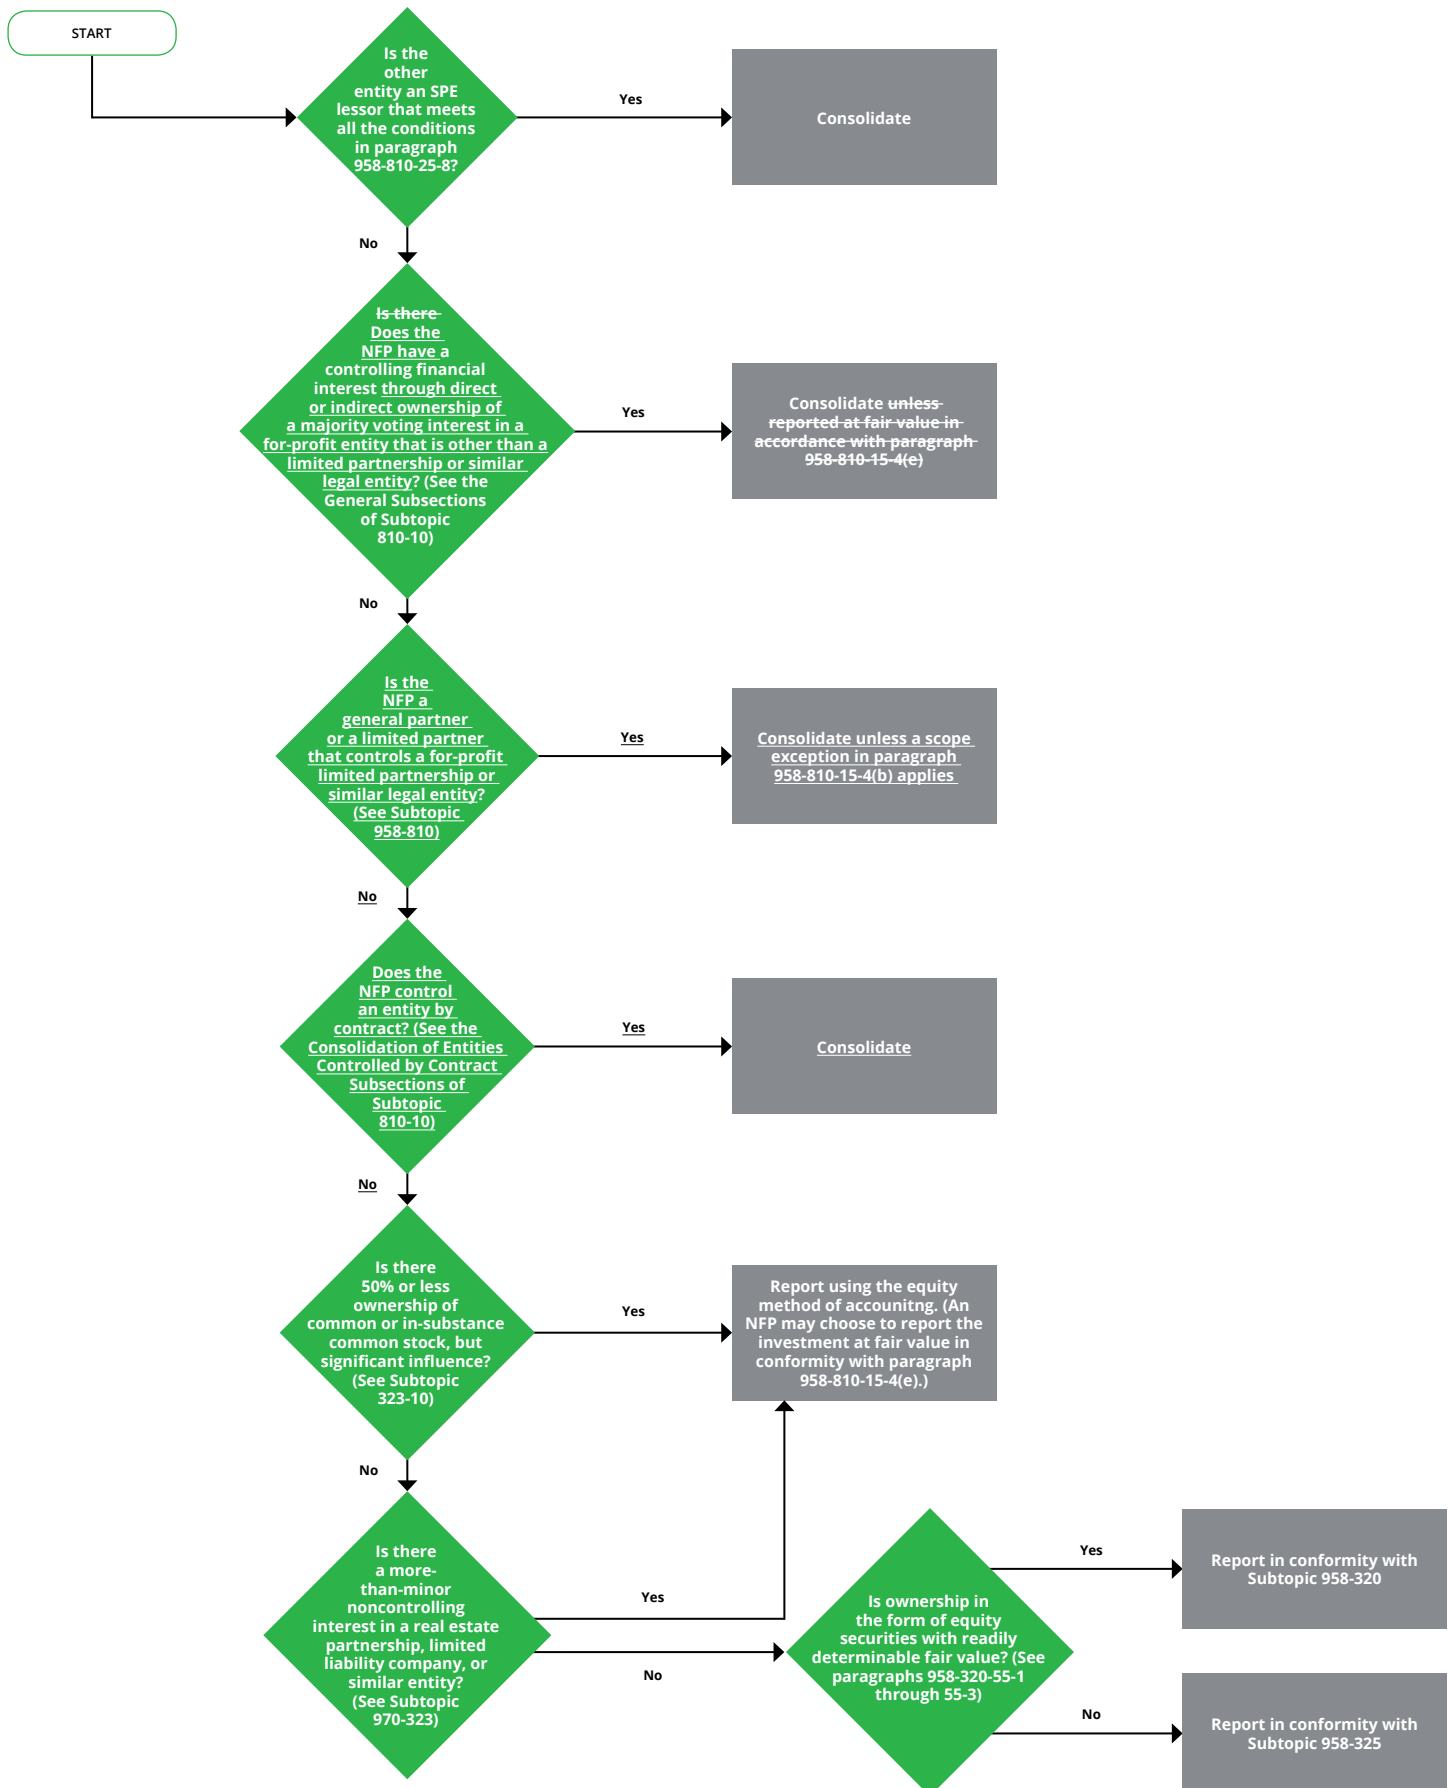 START
Is the
other
entity an SPE
lessor that meets
all the conditions
in paragraph
958-810-25-8?
Yes
Consolidate
No
Is there
Does the
NFP have a
controlling financial
interest through direct
or indirect ownership of
a majority voting interest in a
for-profit entity that is other than a
limited partnership or similar
legal entity? (See the
General Subsections
of Subtopic
810-10)
Yes
Consolidate unless
reported at fair value in
accordance with paragraph
958-810-15-4(e)
No
Is the
NFP a
general partner
or a limited partner
that controls a for-profit
limited partnership or
similar legal entity?
(See Subtopic
958-810)
Yes
Consolidate unless a scope
exception in paragraph
958-810-15-4(b) applies
No
Does the
NFP control
an entity by
contract? (See the
Consolidation of Entities
Controlled by Contract
Subsections of
Subtopic
810-10)
Yes
Consolidate
No
Is there
50% or less
ownership of
common or in-substance
common stock, but
significant influence?
(See Subtopic
323-10)
Yes
Report using the equity
method of accounitng. (An
NFP may choose to report the
investment at fair value in
conformity with paragraph
958-810-15-4(e).)
No
Is there
a more-
than-minor
noncontrolling
interest in a real estate
partnership, limited
liability company, or
similar entity?
(See Subtopic
970-323)
Yes
No
Is ownership in
the form of equity
securities with readily
determinable fair value? (See
paragraphs 958-320-55-1
through 55-3)
Yes
Report in conformity with
Subtopic 958-320
No
Report in conformity with
Subtopic 958-325